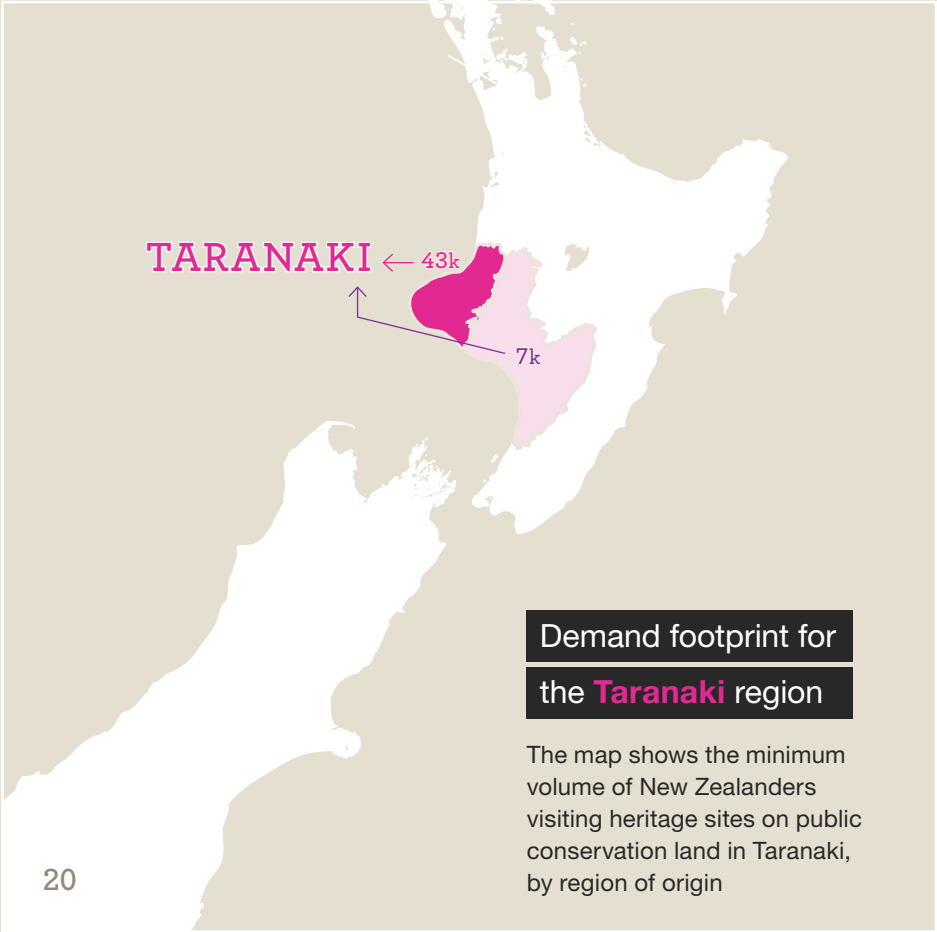 TARANAKI
43k
7k
Demand footprint for
the Taranaki region
The map shows the minimum
volume of New Zealanders
visiting heritage sites on public
conservation land in Taranaki,
by region of origin
20